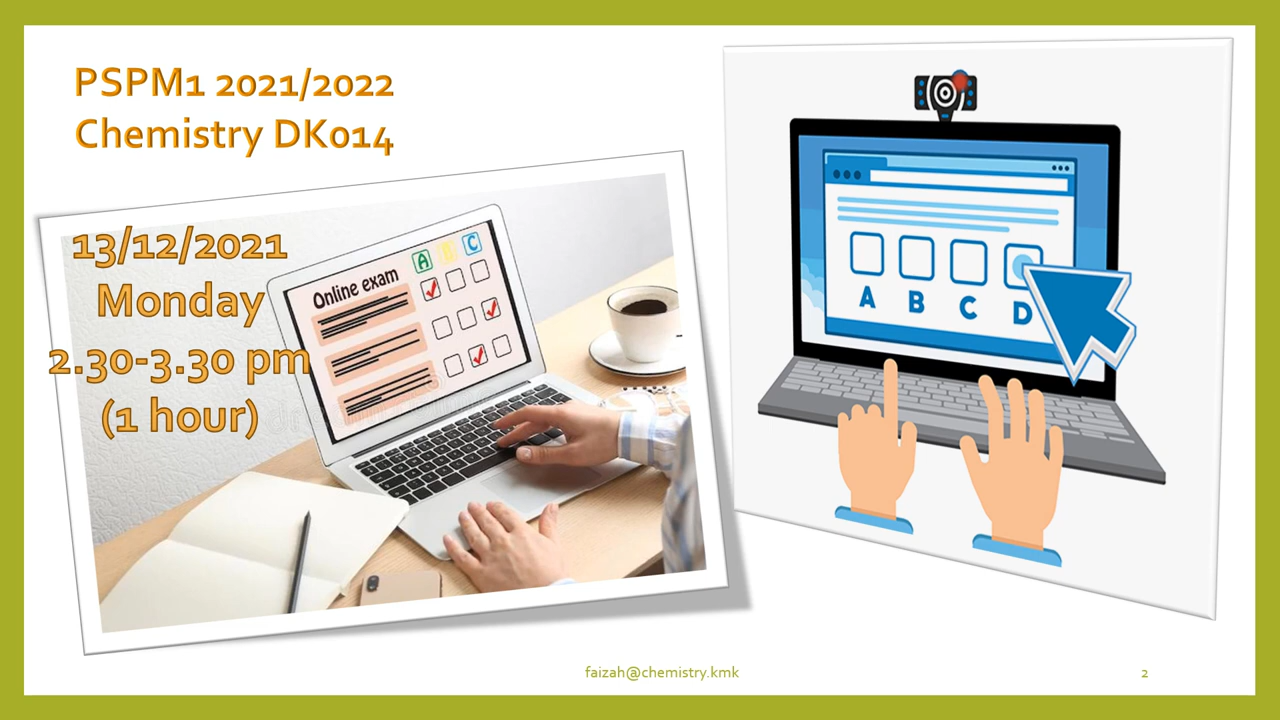 PSPM1 2021/2022
Chemistry DK014
13/12/2021
Monday
2.30-3.30 pm
(1 hour)
Online exam
A B C
A B C D
faizah@chemistry.kmk
2